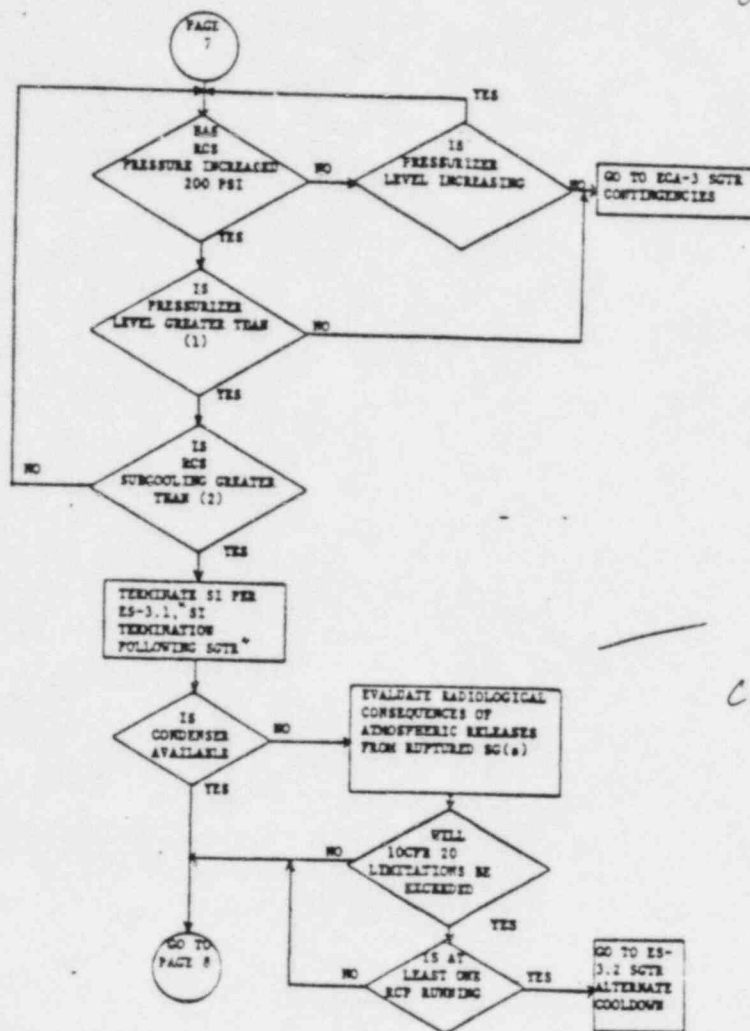 PAGE
7
YES
HAS
RCS
PRESSURE INCREASED
200 PSI
NO
IS
PRESSURIZER
LEVEL INCREASING
NO
GO TO ECA-3 SGTR
CONTINGENCIES
YES
IS
PRESSURIZER
LEVEL GREATER THAN
(1)
NO
YES
IS
RCS
SUBCOOLING GREATER
THAN (2)
NO
YES
TERMINATE SI PER
ES-3.1, "SI
TERMINATION
FOLLOWING SGTR"
IS
CONDENSER
AVAILABLE
NO
EVALUATE RADIOLOGICAL
CONSEQUENCES OF
ATMOSPHERIC RELEASES
FROM RUPTURED SG(s)
YES
WILL
10CFR 20
LIMITATIONS BE
EXCEEDED
NO
YES
GO TO
PAGE 8
IS AT
LEAST ONE
RCP RUNNING
NO
YES
GO TO ES-
3.2 SGTR
ALTERNATE
COOLDOWN